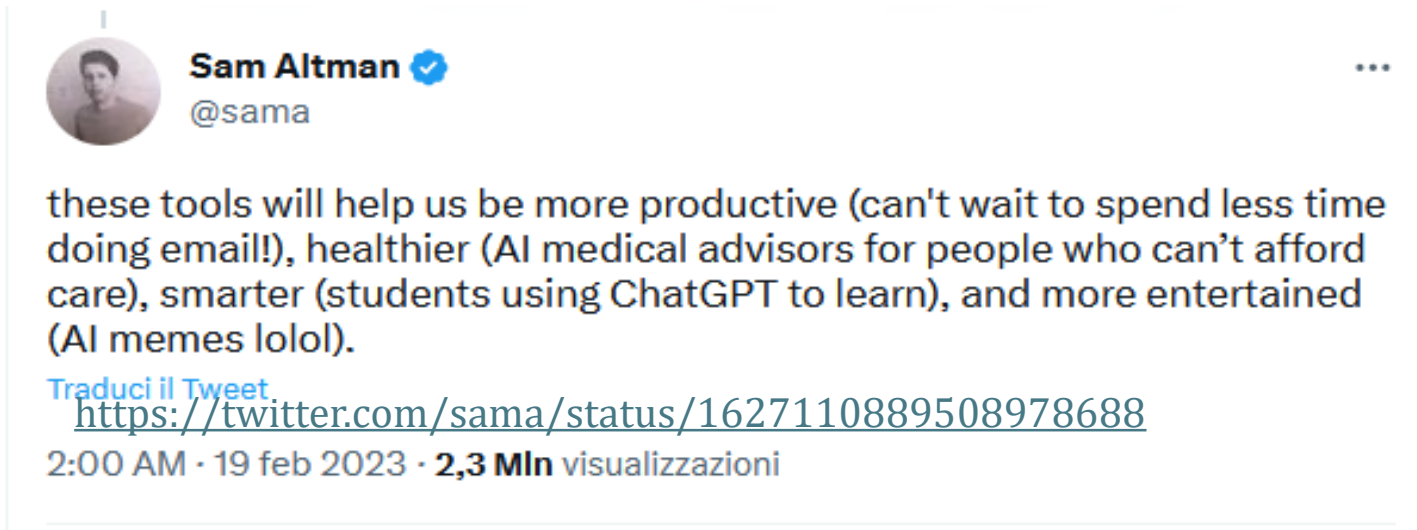 Sam Altman
@sama
these tools will help us be more productive (can't wait to spend less time
doing email!), healthier (AI medical advisors for people who can’t afford
care), smarter (students using ChatGPT to learn), and more entertained
(AI memes lolol).
Traduci il Tweet
https://twitter.com/sama/status/1627110889508978688
2:00 AM · 19 feb 2023 · 2,3 Mln visualizzazioni